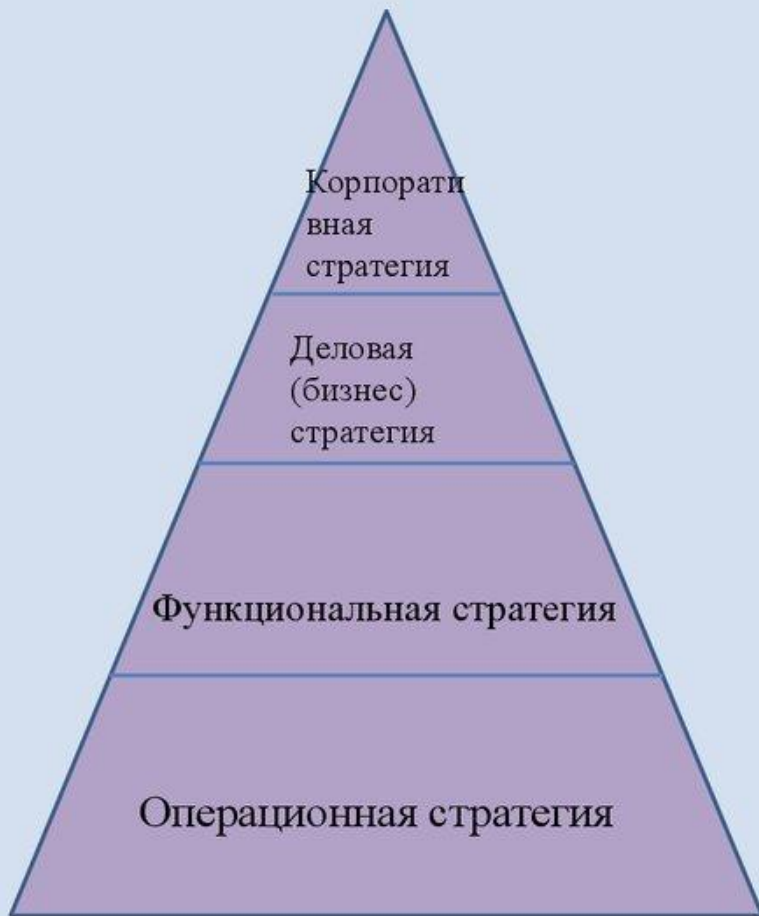 Корпорати
вная
стратегия
Деловая
(бизнес)
стратегия
Функциональная стратегия
Операционная стратегия